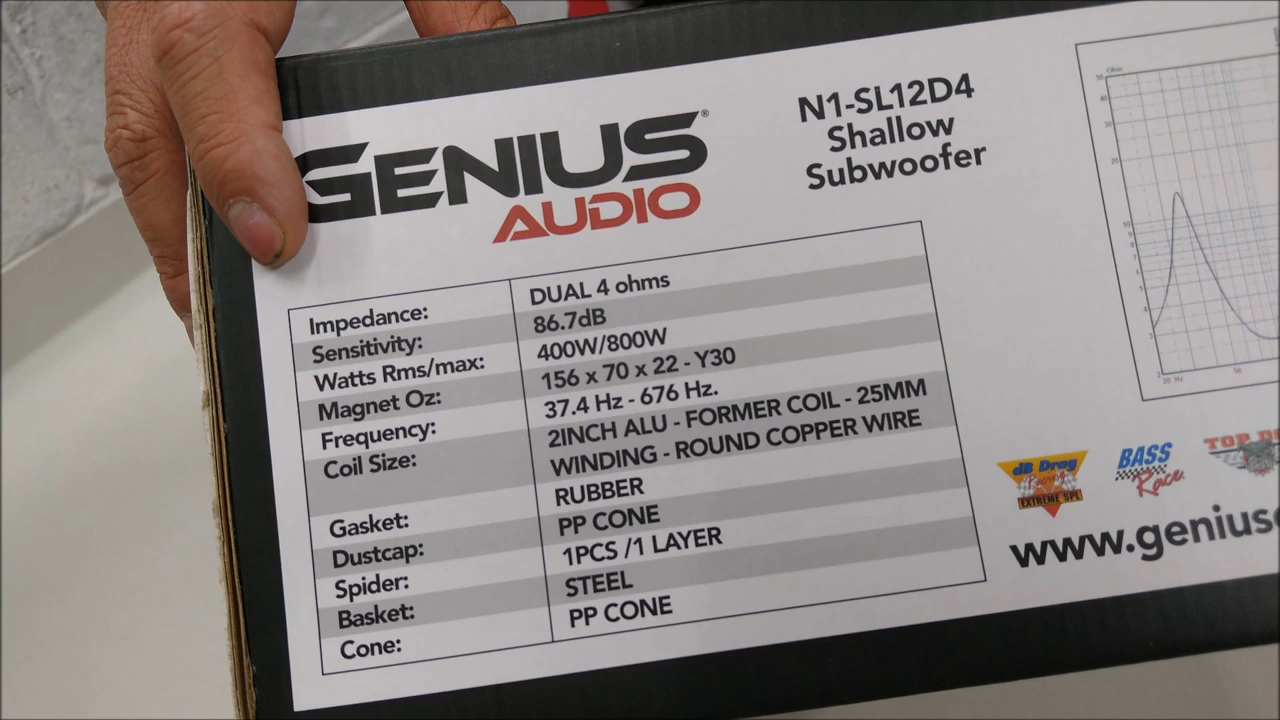 GENIUS®
AUDIO
N1-SL12D4
Shallow
Subwoofer
Impedance: DUAL 4 ohms
Sensitivity: 86.7dB
Watts Rms/max: 400W/800W
Magnet Oz: 156 x 70 x 22 - Y30
Frequency: 37.4 Hz - 676 Hz.
Coil Size: 2INCH ALU - FORMER COIL - 25MM
WINDING - ROUND COPPER WIRE
Gasket: RUBBER
Dustcap: PP CONE
Spider: 1PCS /1 LAYER
Basket: STEEL
Cone: PP CONE
Ohm
20 Hz
dB Drag
Racing
EXTREME SPL
BASS
Race
TOP
www.genius